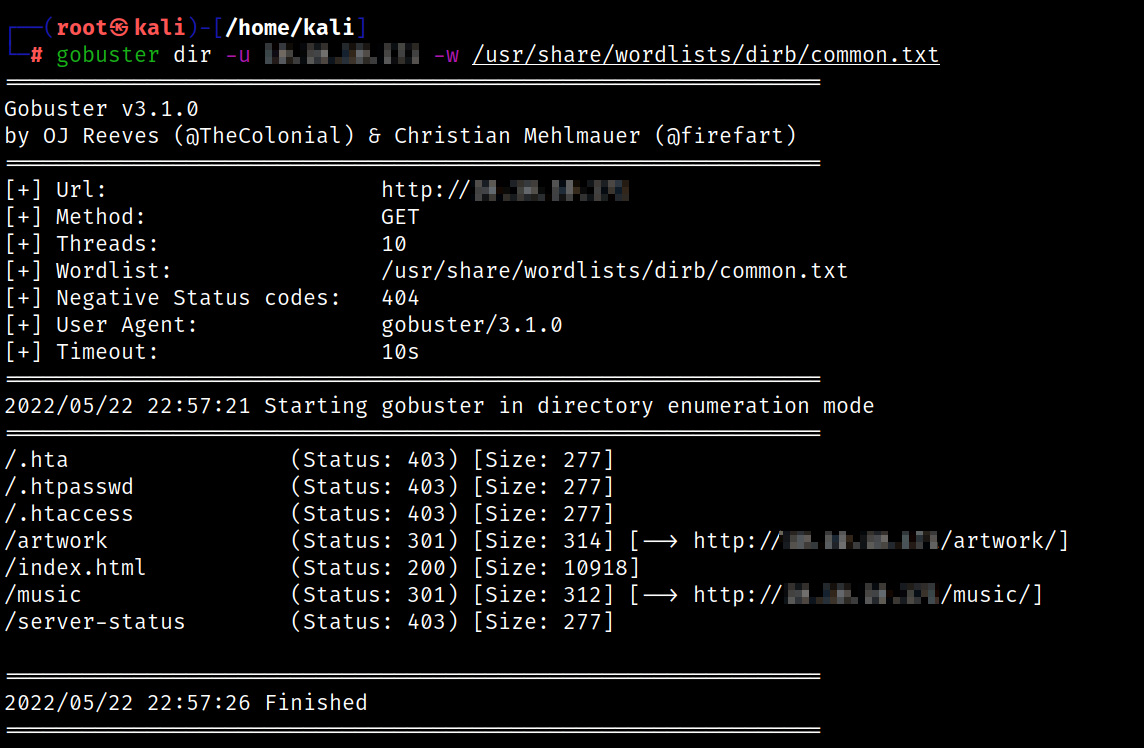 ┌──(root㉿kali)-[/home/kali]
└─# gobuster dir -u -w /usr/share/wordlists/dirb/common.txt
===============================================================
Gobuster v3.1.0
by OJ Reeves (@TheColonial) & Christian Mehlmauer (@firefart)
===============================================================
[+] Url:                     http://
[+] Method:                  GET
[+] Threads:                 10
[+] Wordlist:                /usr/share/wordlists/dirb/common.txt
[+] Negative Status codes:   404
[+] User Agent:              gobuster/3.1.0
[+] Timeout:                 10s
===============================================================
2022/05/22 22:57:21 Starting gobuster in directory enumeration mode
===============================================================
/.hta                 (Status: 403) [Size: 277]
/.htpasswd            (Status: 403) [Size: 277]
/.htaccess            (Status: 403) [Size: 277]
/artwork              (Status: 301) [Size: 314] [--> http:///artwork/]
/index.html           (Status: 200) [Size: 10918]
/music                (Status: 301) [Size: 312] [--> http:///music/]
/server-status        (Status: 403) [Size: 277]
===============================================================
2022/05/22 22:57:26 Finished
===============================================================